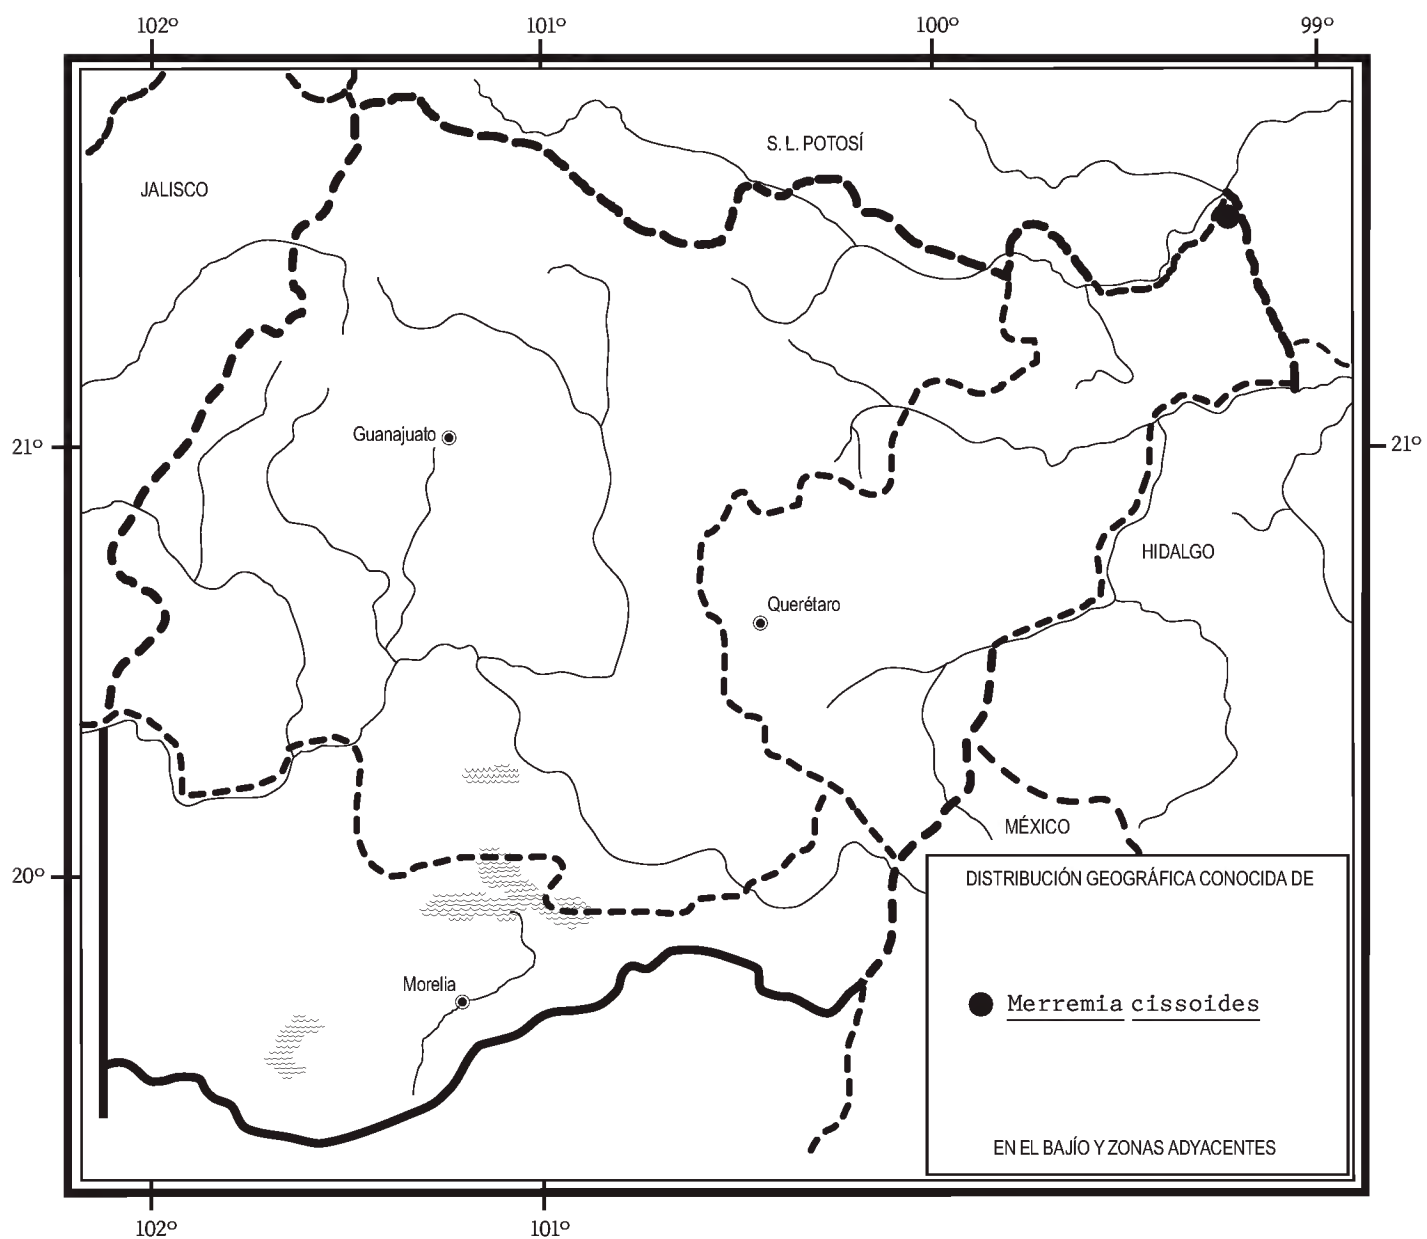 102º 101º 100º 99º
S. L. POTOSÍ
JALISCO
Guanajuato
21º 21º
HIDALGO
Querétaro
MÉXICO
20º
DISTRIBUCIÓN GEOGRÁFICA CONOCIDA DE
Morelia
Merremia cissoides
EN EL BAJÍO Y ZONAS ADYACENTES
102º 101º